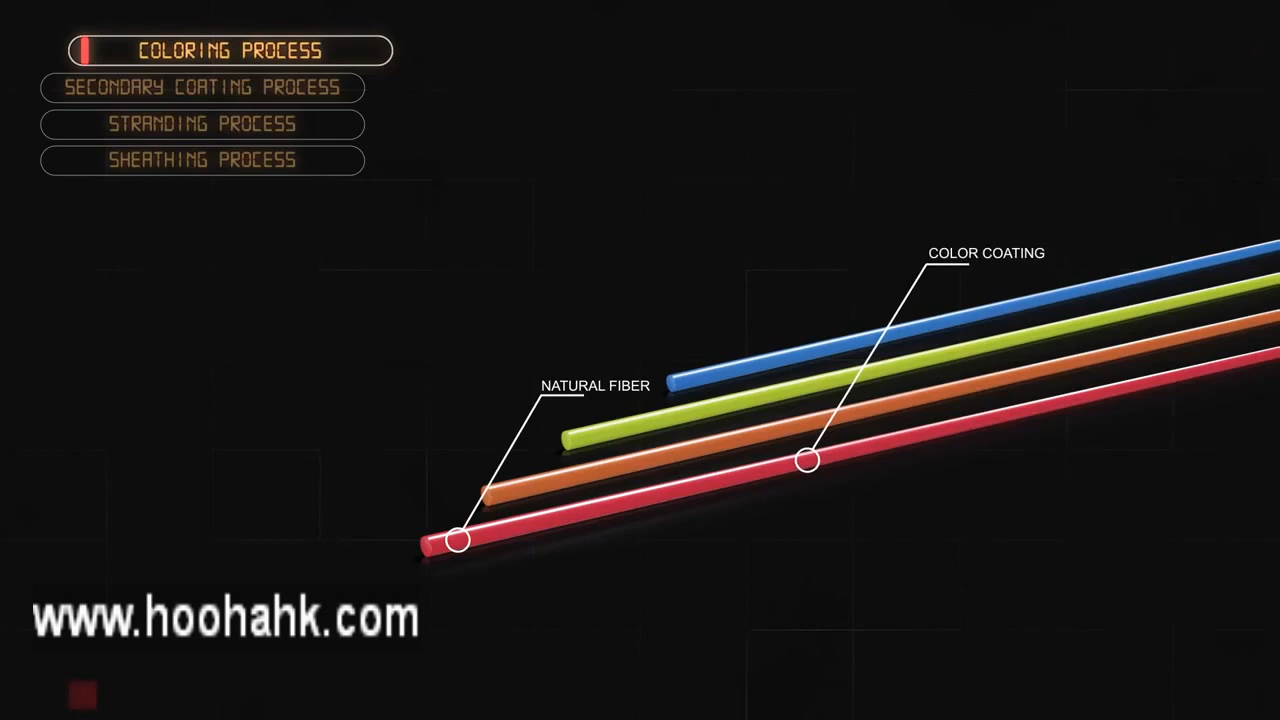 COLORING PROCESS
SECONDARY COATING PROCESS
STRANDING PROCESS
SHEATHING PROCESS
COLOR COATING
NATURAL FIBER
www.hoohahk.com